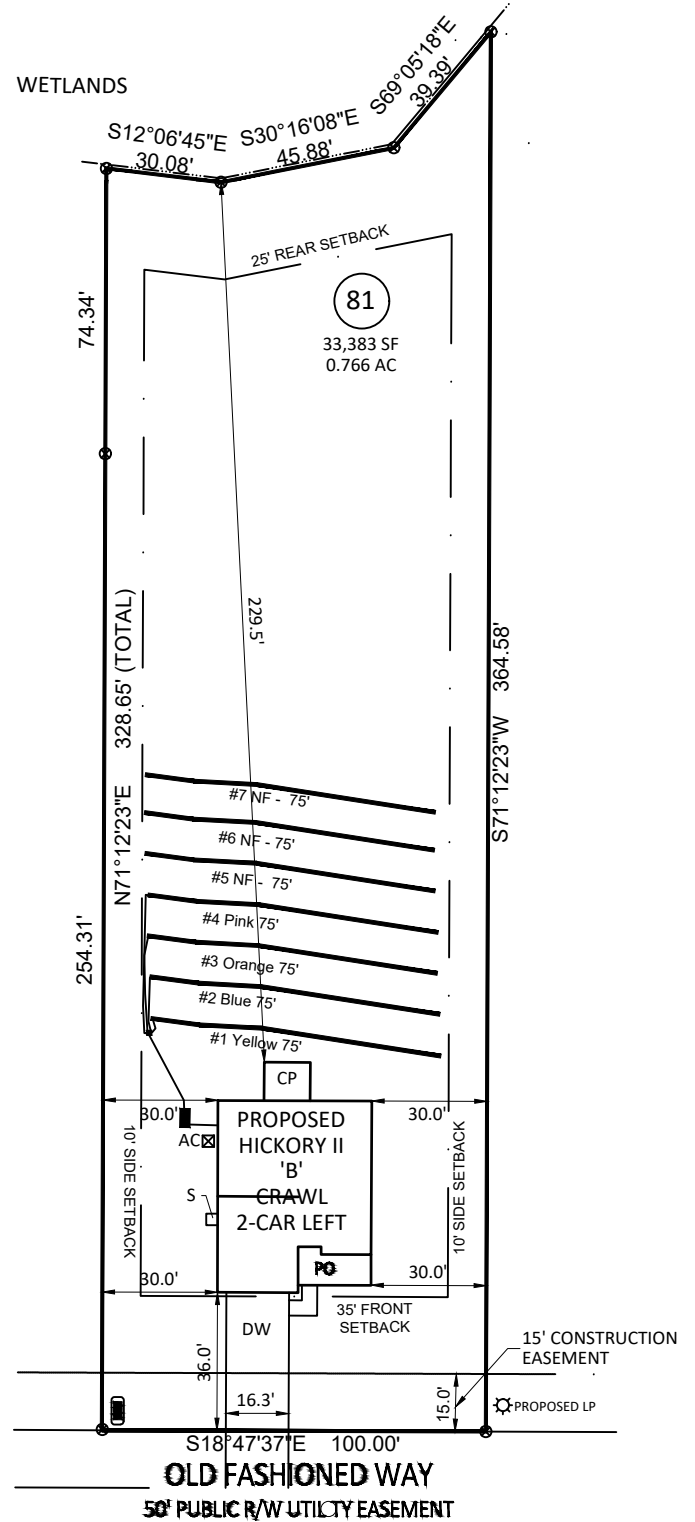 WETLANDS
S12°06'45"E
30.08'
S30°16'08"E
45.88'
S69°05'18"E
39.39'
25' REAR SETBACK
81
33,383 SF
0.766 AC
74.34'
229.5'
N71°12'23"E 328.65' (TOTAL)
S71°12'23"W 364.58'
254.31'
#7 NF - 75'
#6 NF - 75'
#5 NF - 75'
#4 Pink 75'
#3 Orange 75'
#2 Blue 75'
#1 Yellow 75'
CP
30.0'
30.0'
PROPOSED
HICKORY II
'B'
CRAWL
2-CAR LEFT
AC
S
10' SIDE SETBACK
10' SIDE SETBACK
PO
30.0'
30.0'
35' FRONT
SETBACK
DW
36.0'
16.3'
15.0'
15' CONSTRUCTION
EASEMENT
PROPOSED LP
S18°47'37"E 100.00'
OLD FASHIONED WAY
50' PUBLIC R/W UTILITY EASEMENT